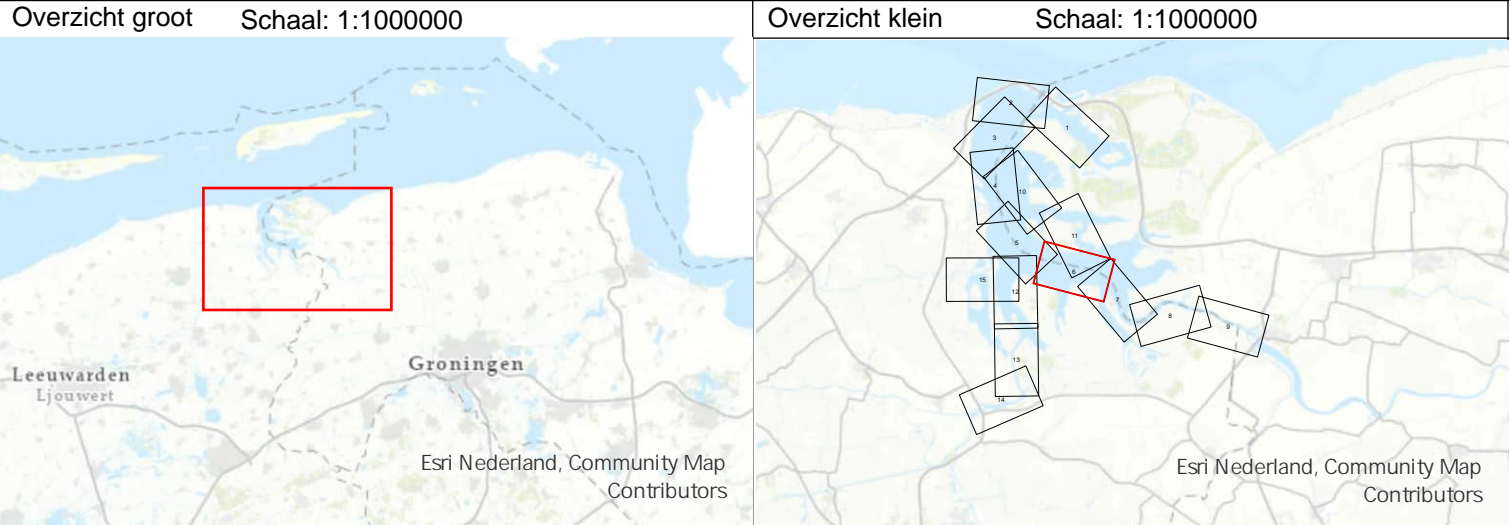 Overzicht groot Schaal: 1:1000000
Leeuwarden
Ljouwert
Groningen
Esri Nederland, Community Map
Contributors
Overzicht klein Schaal: 1:1000000
2
1
3
4
10
11
5
6
15
12
7
8
9
13
14
Esri Nederland, Community Map
Contributors